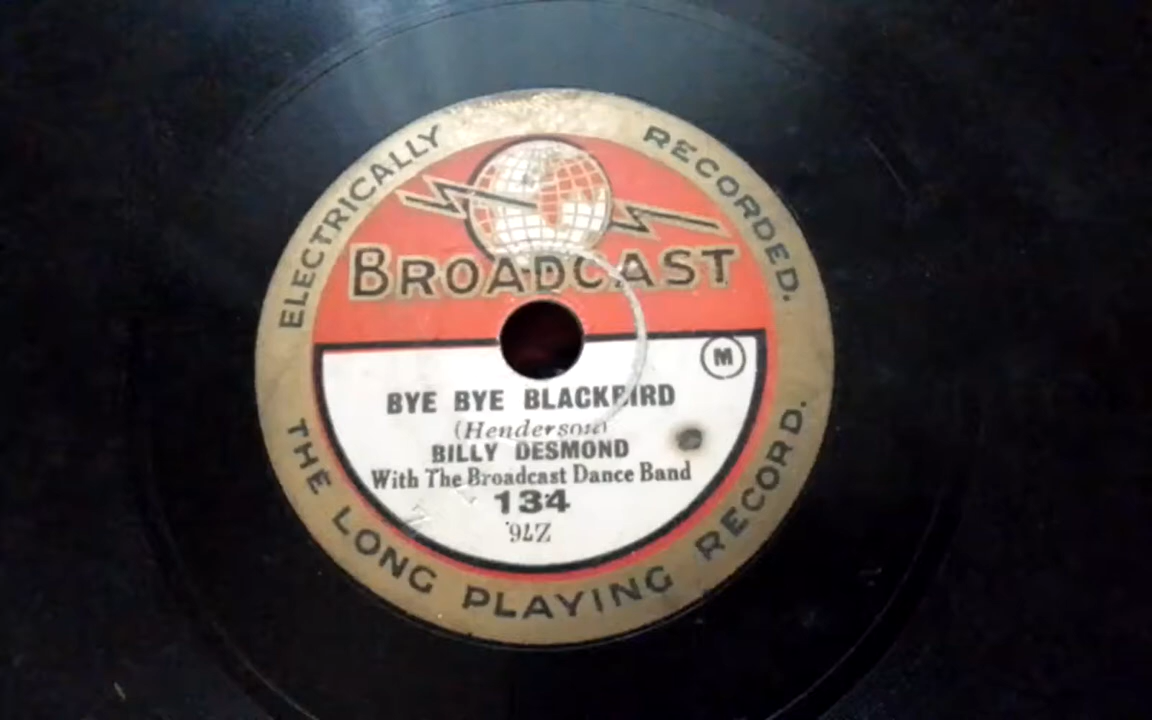 ELECTRICALLY RECORDED.
BROADCAST
M
BYE BYE BLACKBIRD
(Henderson)
BILLY DESMOND
With The Broadcast Dance Band
134
Z76.
THE LONG PLAYING RECORD.